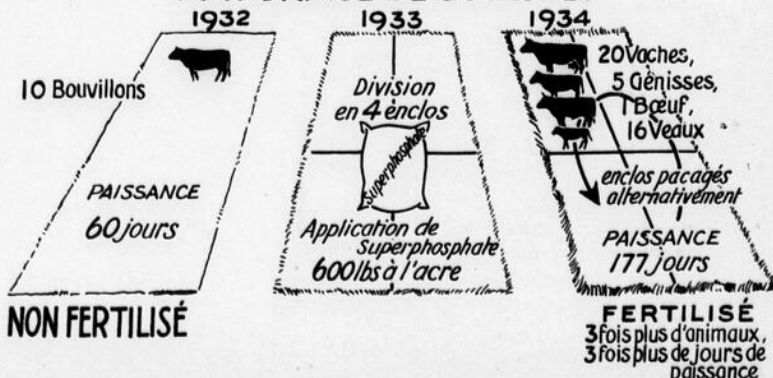 1932
10 Bouvillons
PAISSANCE
60 jours
NON FERTILISÉ
1933
Division
en 4 enclos
Superphosphate
Application de
Superphosphate
600 lbs à l'acre
1934
20 Vaches,
5 Génisses,
1 Bœuf,
16 Veaux
enclos pacagés
alternativement
PAISSANCE
177 jours
FERTILISÉ
3 fois plus d'animaux,
3 fois plus de jours de
paissance